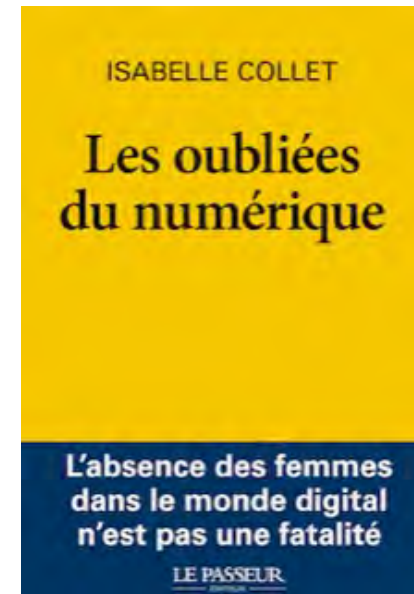 ISABELLE COLLET
Les oubliées
du numérique
L'absence des femmes
dans le monde digital
n'est pas une fatalité
LE PASSEUR
ÉDITEUR